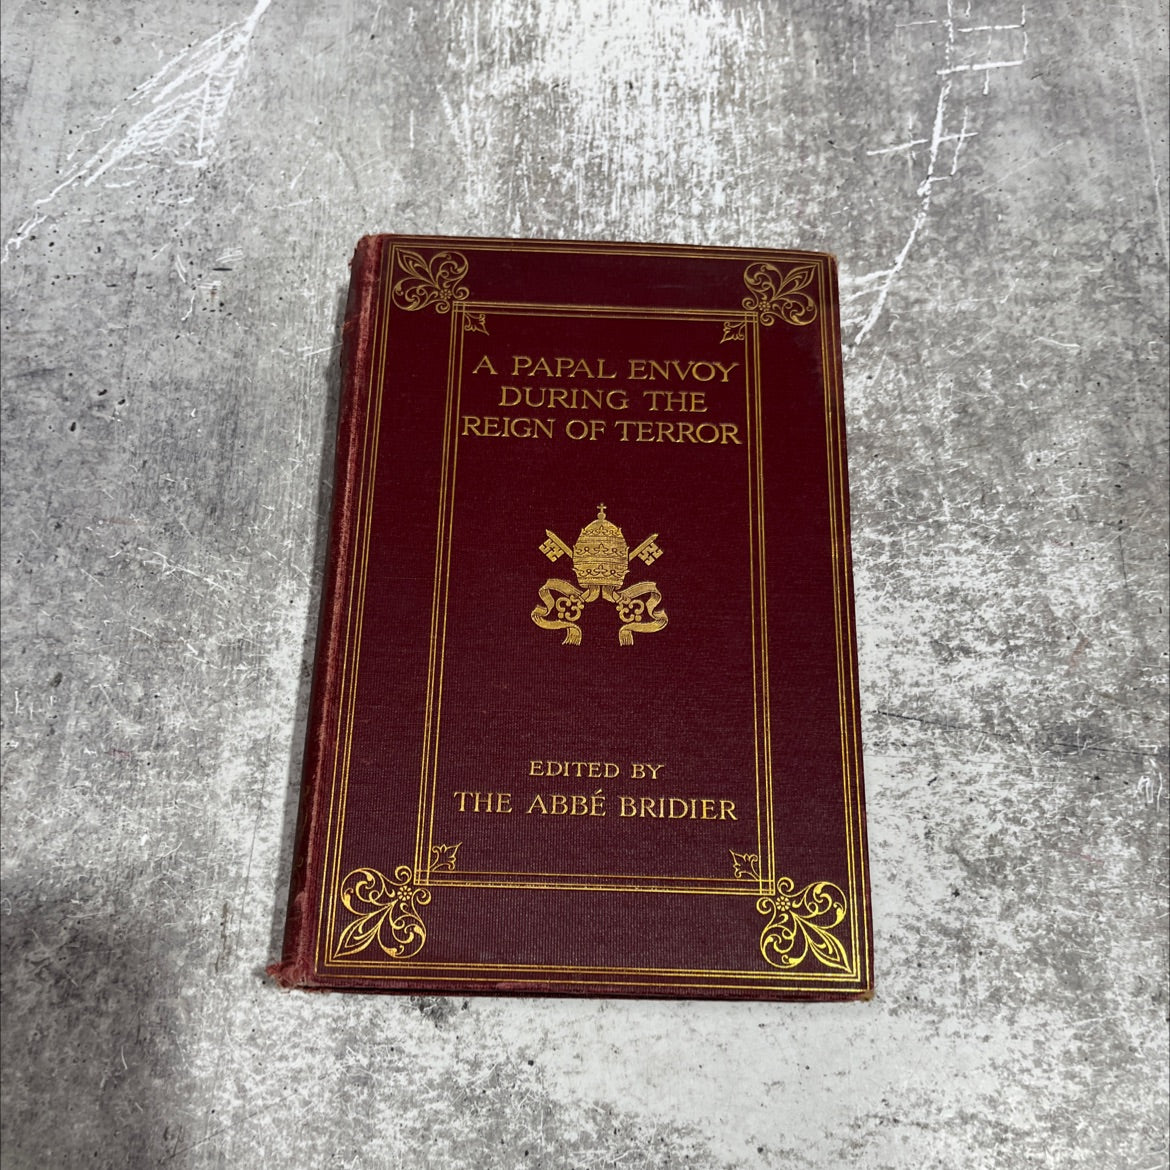 A PAPAL ENVOY
DURING THE
REIGN OF TERROR
EDITED BY
THE ABBÉ BRIDIER